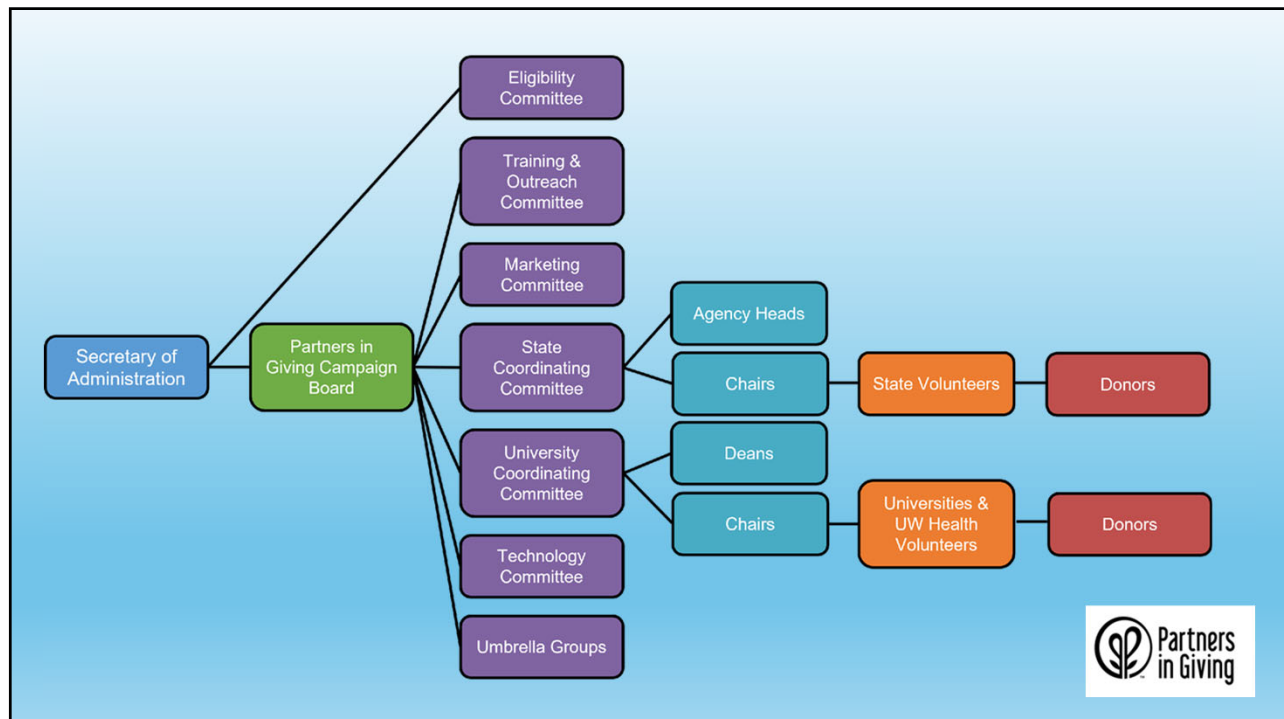 Eligibility
Committee
Training &
Outreach
Committee
Marketing
Committee
Agency Heads
Secretary of
Administration
Partners in
Giving Campaign
Board
State
Coordinating
Committee
Chairs
State Volunteers
Donors
University
Coordinating
Committee
Deans
Chairs
Universities &
UW Health
Volunteers
Donors
Technology
Committee
Umbrella Groups
Partners
in Giving